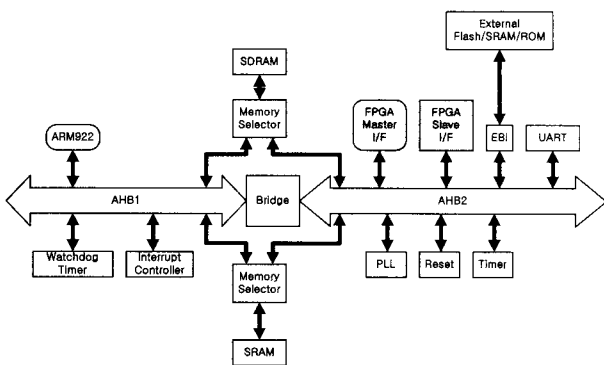 External
Flash/SRAM/ROM
SDRAM
Memory
Selector
ARM922
FPGA
Master
I/F
FPGA
Slave
I/F
EBI
UART
AHB1
Bridge
AHB2
Watchdog
Timer
Interrupt
Controller
Memory
Selector
PLL
Reset
Timer
SRAM